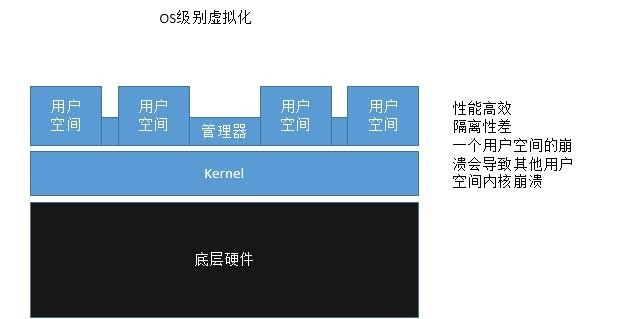 OS级别虚拟化
用户
空间
用户
空间
管理器
用户
空间
用户
空间
Kernel
底层硬件
性能高效
隔离性差
一个用户空间的崩
溃会导致其他用户
空间内核崩溃